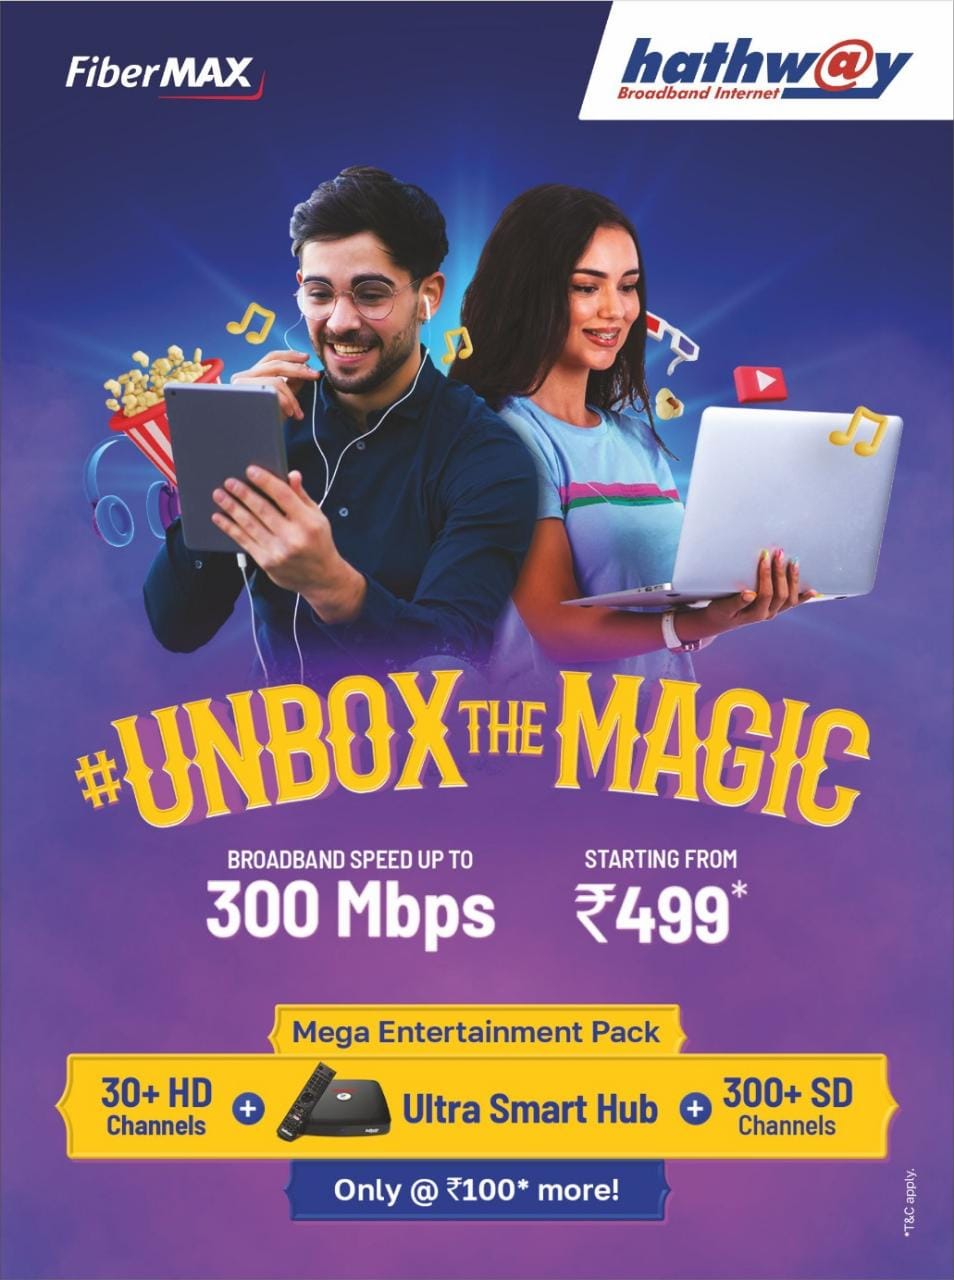 FiberMAX
hathw@y
Broadband Internet
#UNBOX THE MAGIC
BROADBAND SPEED UP TO
300 Mbps
STARTING FROM
₹499*
Mega Entertainment Pack
30+ HD
Channels
+
Ultra Smart Hub
+
300+ SD
Channels
Only @ ₹100* more!
*T&C apply.